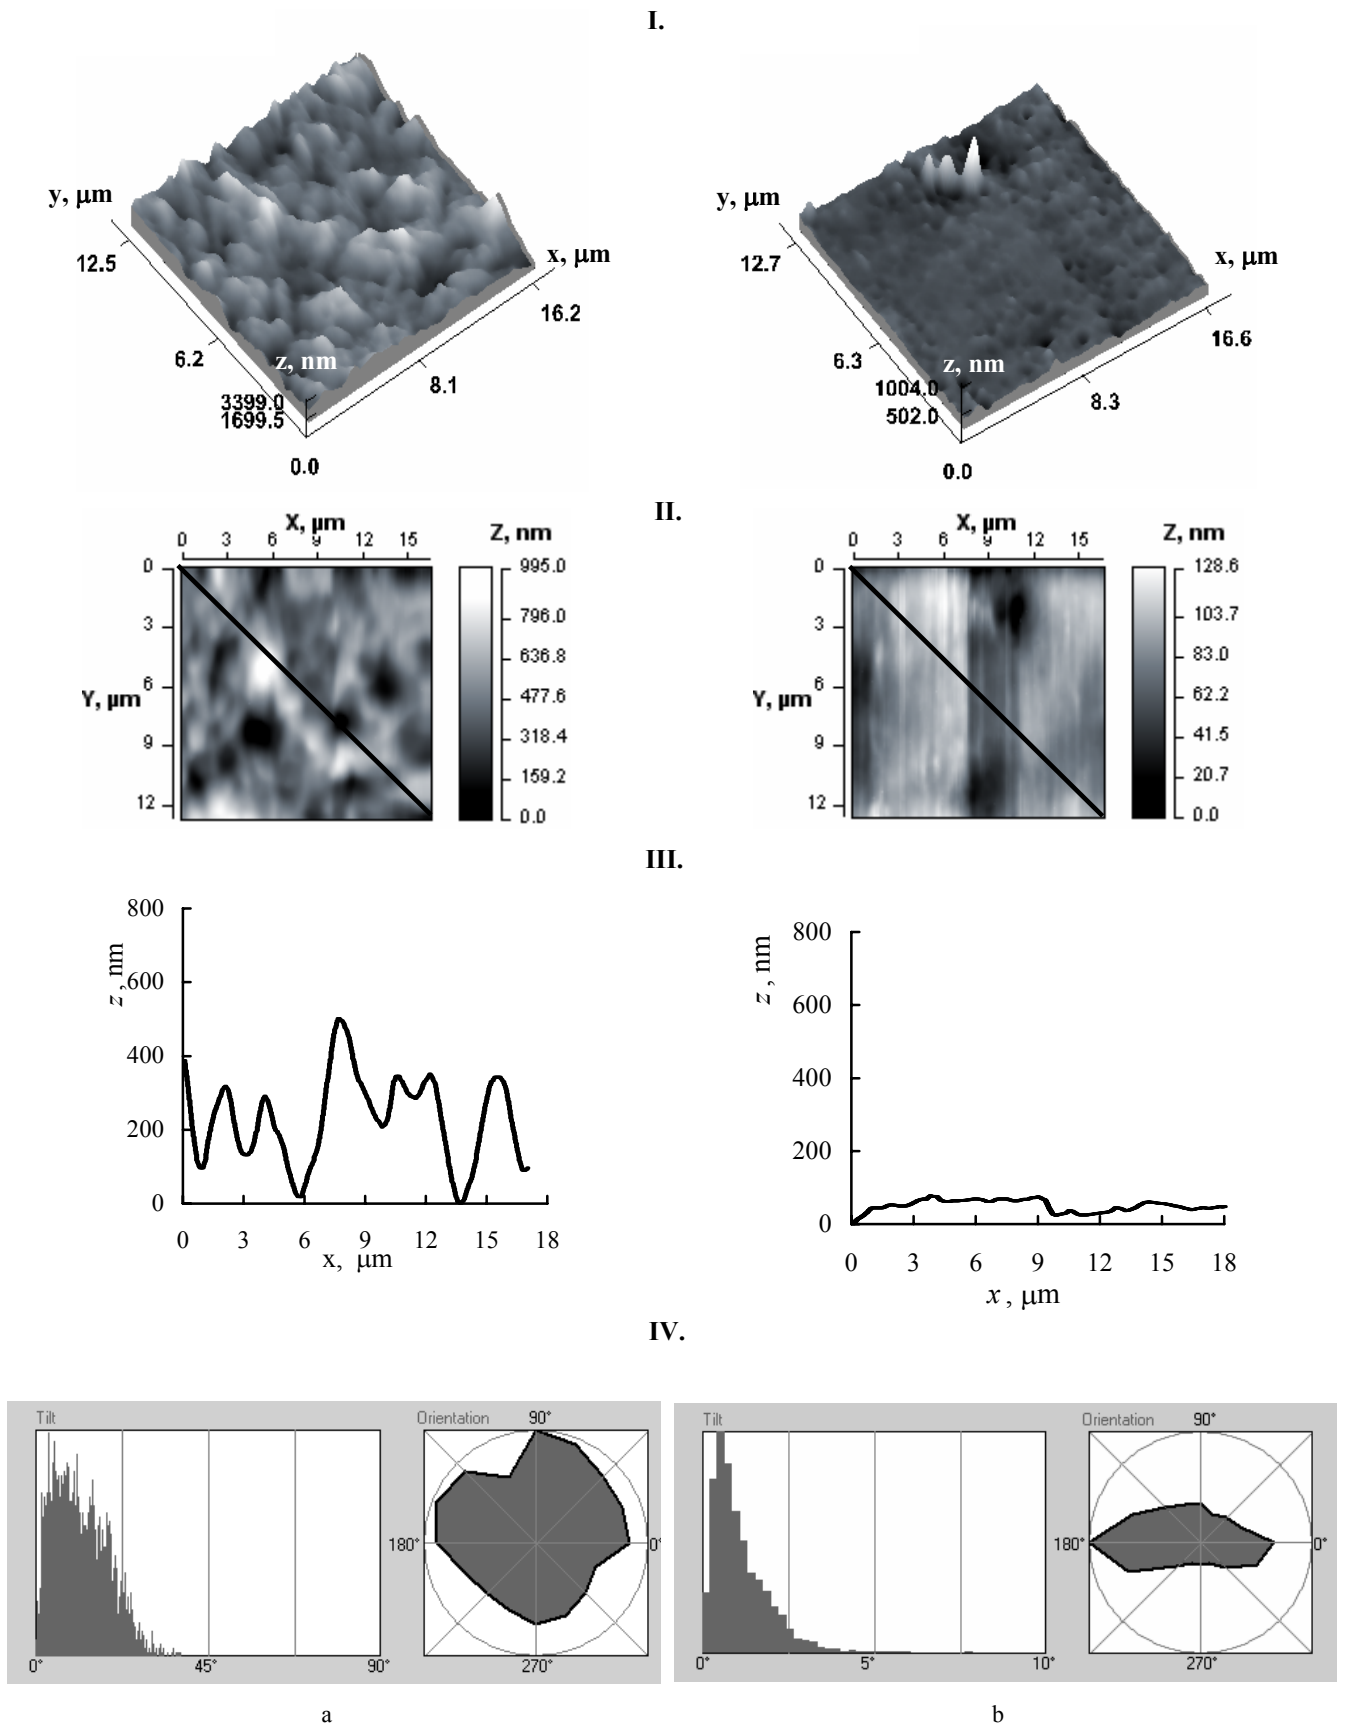 I.
y, μm
12.5
6.2
z, nm
3399.0
1699.5
0.0
8.1
16.2
x, μm
y, μm
12.7
6.3
z, nm
1004.0
502.0
0.0
8.3
16.6
x, μm
II.
X, μm
0 3 6 9 12 15
Z, nm
Y, μm
0
3
6
9
12
995.0
796.0
636.8
477.6
318.4
159.2
0.0
X, μm
0 3 6 9 12 15
Z, nm
Y, μm
0
3
6
9
12
128.6
103.7
83.0
62.2
41.5
20.7
0.0
III.
z, nm
800
600
400
200
0
0 3 6 9 12 15 18
x, μm
z, nm
800
600
400
200
0
0 3 6 9 12 15 18
x, μm
IV.
Tilt
0° 45° 90°
Orientation
90°
180°
0°
270°
Tilt
0° 5° 10°
Orientation
90°
180°
0°
270°
a
b